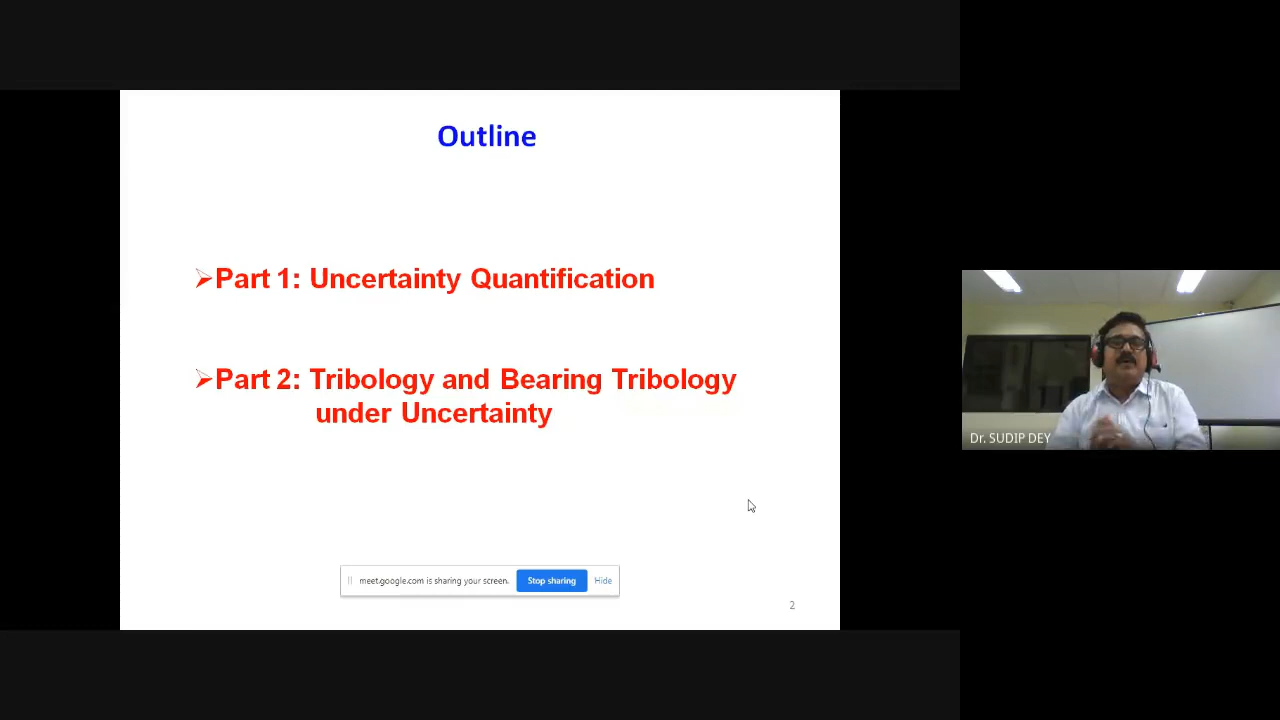 Outline
➢Part 1: Uncertainty Quantification
➢Part 2: Tribology and Bearing Tribology
under Uncertainty
meet.google.com is sharing your screen.
Stop sharing
Hide
2
Dr. SUDIP DEY